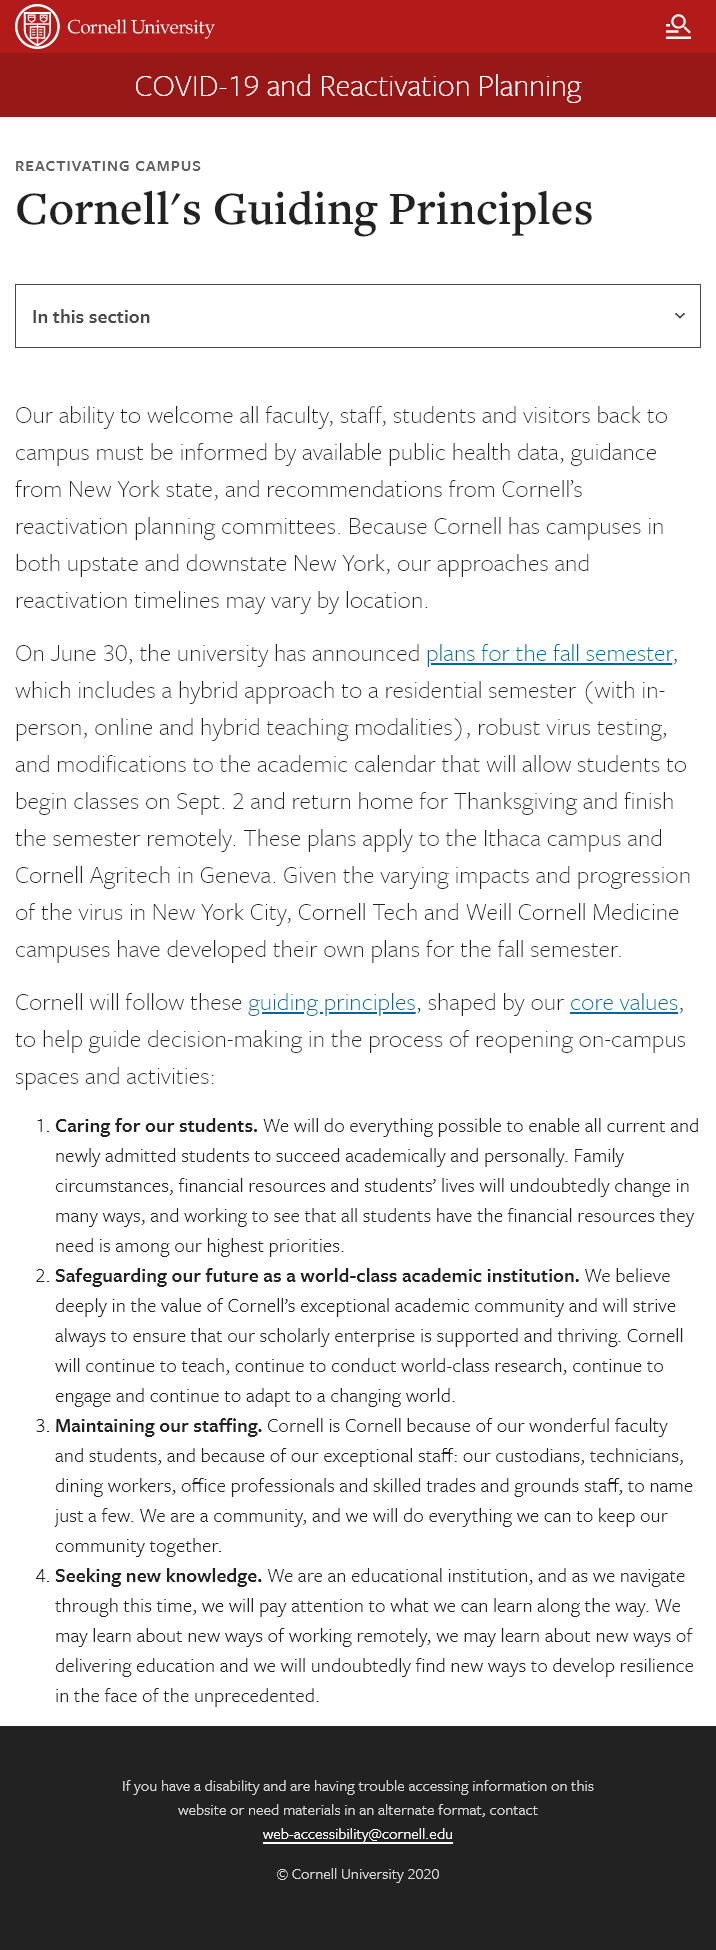 Cornell University
COVID-19 and Reactivation Planning
REACTIVATING CAMPUS
Cornell's Guiding Principles
In this section
Our ability to welcome all faculty, staff, students and visitors back to
campus must be informed by available public health data, guidance
from New York state, and recommendations from Cornell’s
reactivation planning committees. Because Cornell has campuses in
both upstate and downstate New York, our approaches and
reactivation timelines may vary by location.
On June 30, the university has announced plans for the fall semester,
which includes a hybrid approach to a residential semester (with in-
person, online and hybrid teaching modalities), robust virus testing,
and modifications to the academic calendar that will allow students to
begin classes on Sept. 2 and return home for Thanksgiving and finish
the semester remotely. These plans apply to the Ithaca campus and
Cornell Agritech in Geneva. Given the varying impacts and progression
of the virus in New York City, Cornell Tech and Weill Cornell Medicine
campuses have developed their own plans for the fall semester.
Cornell will follow these guiding principles, shaped by our core values,
to help guide decision-making in the process of reopening on-campus
spaces and activities:
1. Caring for our students. We will do everything possible to enable all current and
newly admitted students to succeed academically and personally. Family
circumstances, financial resources and students’ lives will undoubtedly change in
many ways, and working to see that all students have the financial resources they
need is among our highest priorities.
2. Safeguarding our future as a world-class academic institution. We believe
deeply in the value of Cornell’s exceptional academic community and will strive
always to ensure that our scholarly enterprise is supported and thriving. Cornell
will continue to teach, continue to conduct world-class research, continue to
engage and continue to adapt to a changing world.
3. Maintaining our staffing. Cornell is Cornell because of our wonderful faculty
and students, and because of our exceptional staff: our custodians, technicians,
dining workers, office professionals and skilled trades and grounds staff, to name
just a few. We are a community, and we will do everything we can to keep our
community together.
4. Seeking new knowledge. We are an educational institution, and as we navigate
through this time, we will pay attention to what we can learn along the way. We
may learn about new ways of working remotely, we may learn about new ways of
delivering education and we will undoubtedly find new ways to develop resilience
in the face of the unprecedented.
If you have a disability and are having trouble accessing information on this
website or need materials in an alternate format, contact
web-accessibility@cornell.edu
© Cornell University 2020